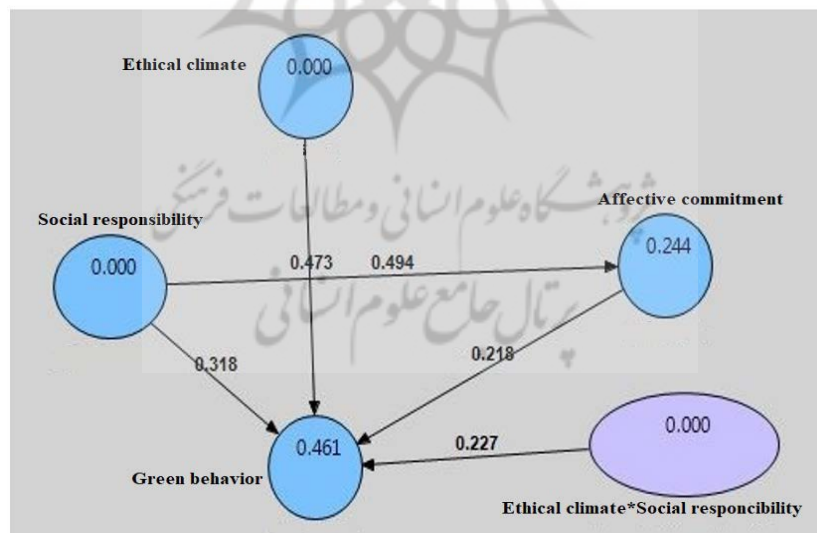 Ethical climate
0.000
Affective commitment
پژوهشگاه علوم انسانی و مطالعات فرهنگی
Social responsibility
0.244
0.000
0.473
0.494
پرتال جامع علوم انسانی
0.318
0.218
0.000
0.461
0.227
Green behavior
Ethical climate*Social responcibility